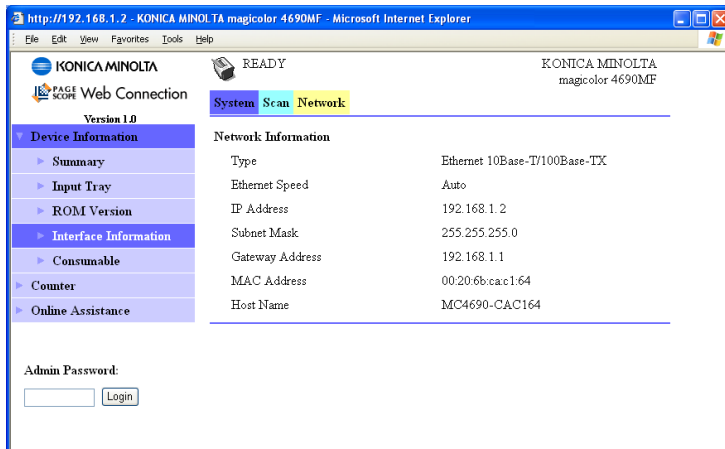 http://192.168.1.2 - KONICA MINOLTA magicolor 4690MF - Microsoft Internet Explorer
File Edit View Favorites Tools Help
KONICA MINOLTA
PAGE SCOPE Web Connection
Version 1.0
READY
KONICA MINOLTA
magicolor 4690MF
System Scan Network
Device Information
Summary
Input Tray
ROM Version
Interface Information
Consumable
Counter
Online Assistance
Admin Password:
Login
Network Information
Type Ethernet 10Base-T/100Base-TX
Ethernet Speed Auto
IP Address 192.168.1.2
Subnet Mask 255.255.255.0
Gateway Address 192.168.1.1
MAC Address 00:20:6b:ca:c1:64
Host Name MC4690-CAC164